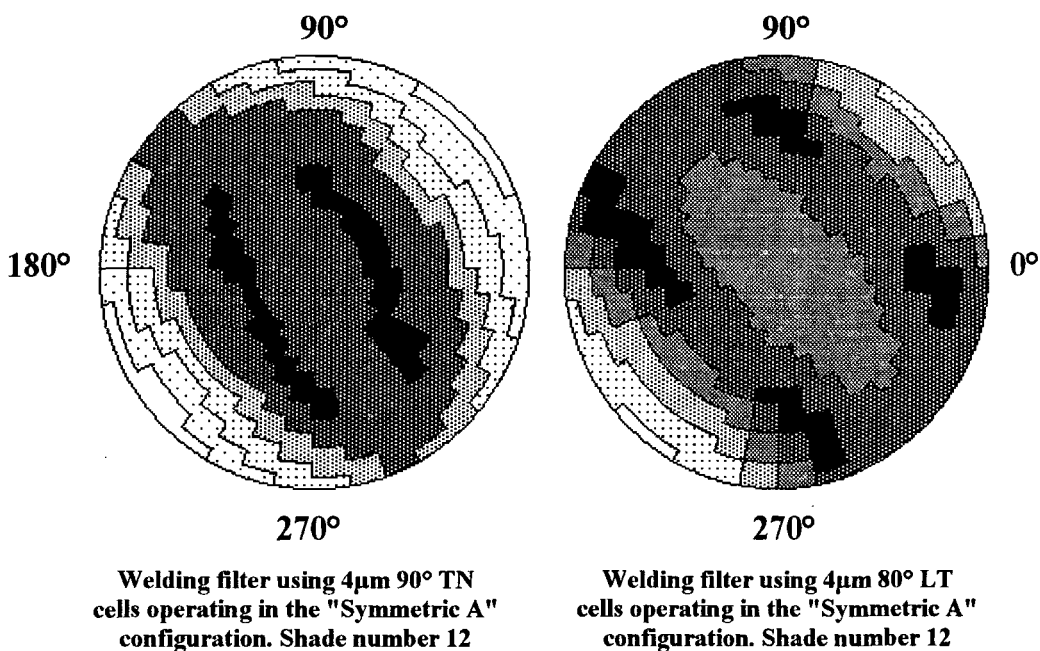 90°
90°
180°
0°
270°
270°
Welding filter using 4µm 90° TN
cells operating in the "Symmetric A"
configuration. Shade number 12
Welding filter using 4µm 80° LT
cells operating in the "Symmetric A"
configuration. Shade number 12